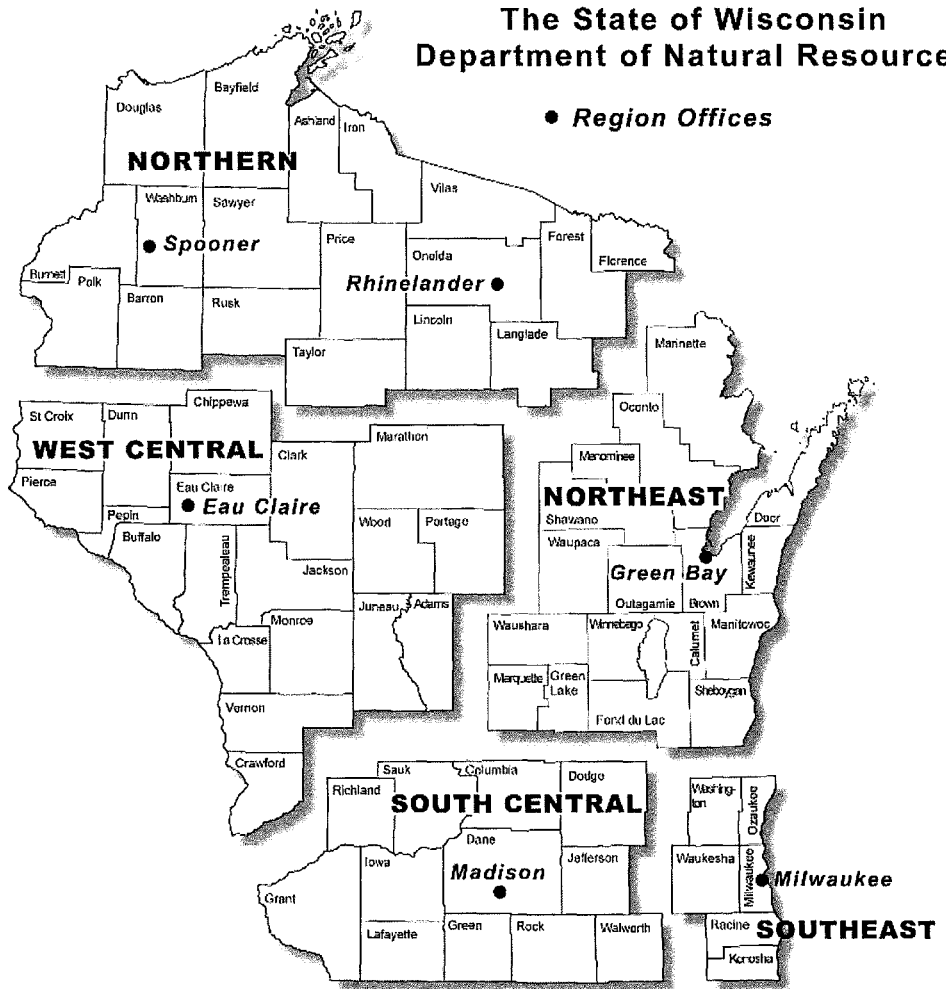 The State of Wisconsin
Department of Natural Resource
● Region Offices
Douglas
Bayfield
Ashland
Iron
NORTHERN
Vilas
Washburn
Sawyer
Spooner
Price
Oneida
Forest
Florence
Rhinelander
Burnett
Polk
Barron
Rusk
Lincoln
Langlade
Taylor
Marinette
Chippewa
St Croix
Dunn
WEST CENTRAL
Clark
Marathon
Oconto
Menominee
Pierce
Eau Claire
Eau Claire
NORTHEAST
Pepin
Buffalo
Trempealeau
Wood
Portage
Shawano
Waupaca
Door
Kewaunee
Green Bay
Jackson
Juneau
Adams
Outagamie
Brown
Monroe
La Crosse
Waushara
Winnebago
Calumet
Manitowoc
Marquette
Green
Lake
Sheboygan
Vernon
Fond du Lac
Crawford
Sauk
Columbia
Dodge
Richland
SOUTH CENTRAL
Washing-
ton
Ozaukee
Iowa
Dane
Jefferson
Waukesha
Milwaukee
Madison
Milwaukee
Grant
Lafayette
Green
Rock
Walworth
Racine
SOUTHEAST
Kenosha